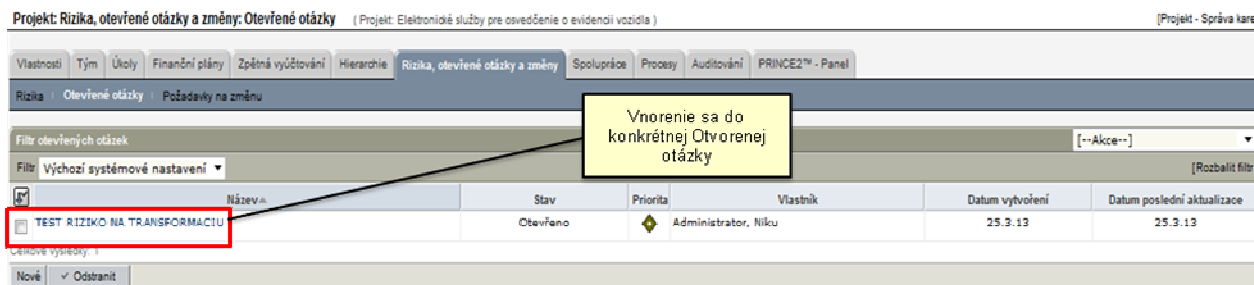 Projekt: Rizika, otevřené otázky a změny: Otevřené otázky ( Projekt: Elektronické služby pre osvedčenie o evidencii vozidla ) [Projekt - Správa kare
Vlastnosti Tým Úkoly Finanční plány Zpětná vyúčtování Hierarchie Rizika, otevřené otázky a změny Spolupráce Procesy Auditování PRINCE2™ - Panel
Rizika Otevřené otázky Požadavky na změnu
Vnorenie sa do
konkrétnej Otvorenej
otázky
Filtr otevřených otázek [--Akce--]
Filtr Výchozí systémové nastavení [Rozbalit filtr
Název Stav Priorita Vlastník Datum vytvoření Datum poslední aktualizace
TEST RIZIKO NA TRANSFORMACIU Otevřeno Administrator, Niku 25.3.13 25.3.13
Celkové výsledky: 1
Nové Odstranit